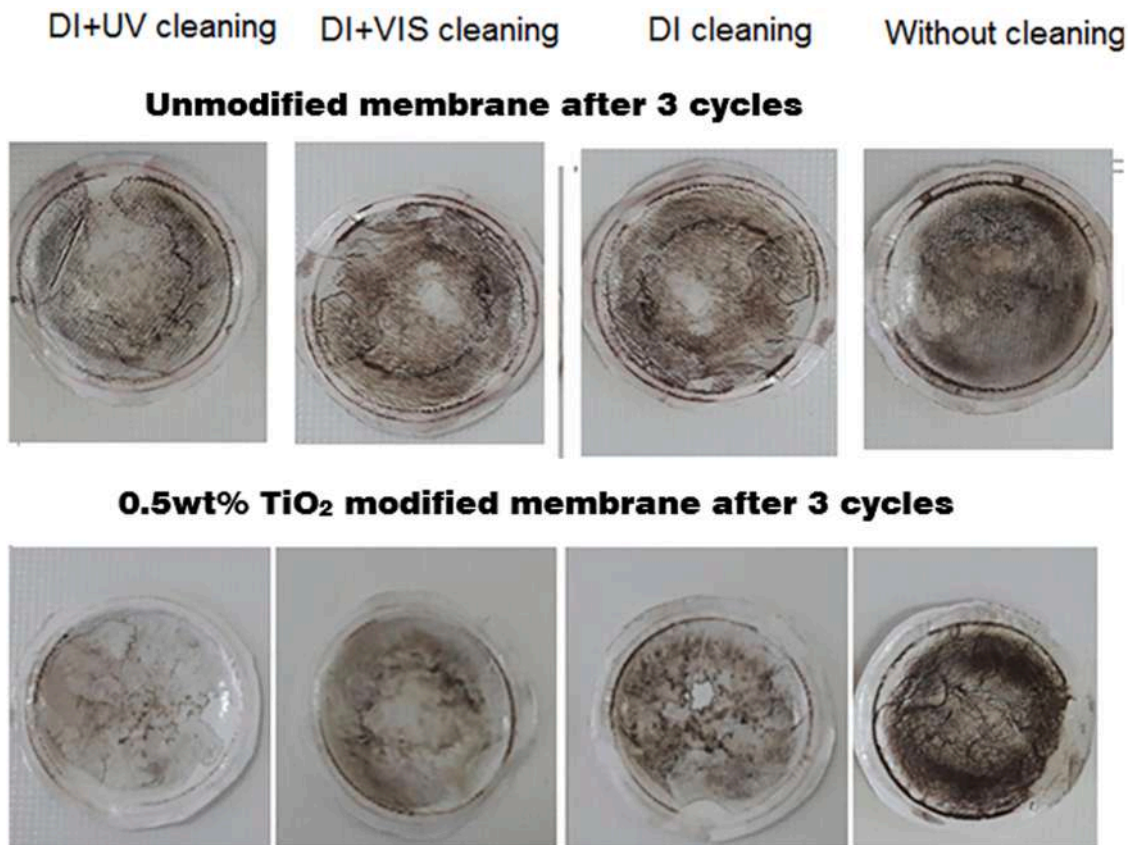 DI+UV cleaning DI+VIS cleaning DI cleaning Without cleaning
Unmodified membrane after 3 cycles
0.5wt% TiO₂ modified membrane after 3 cycles